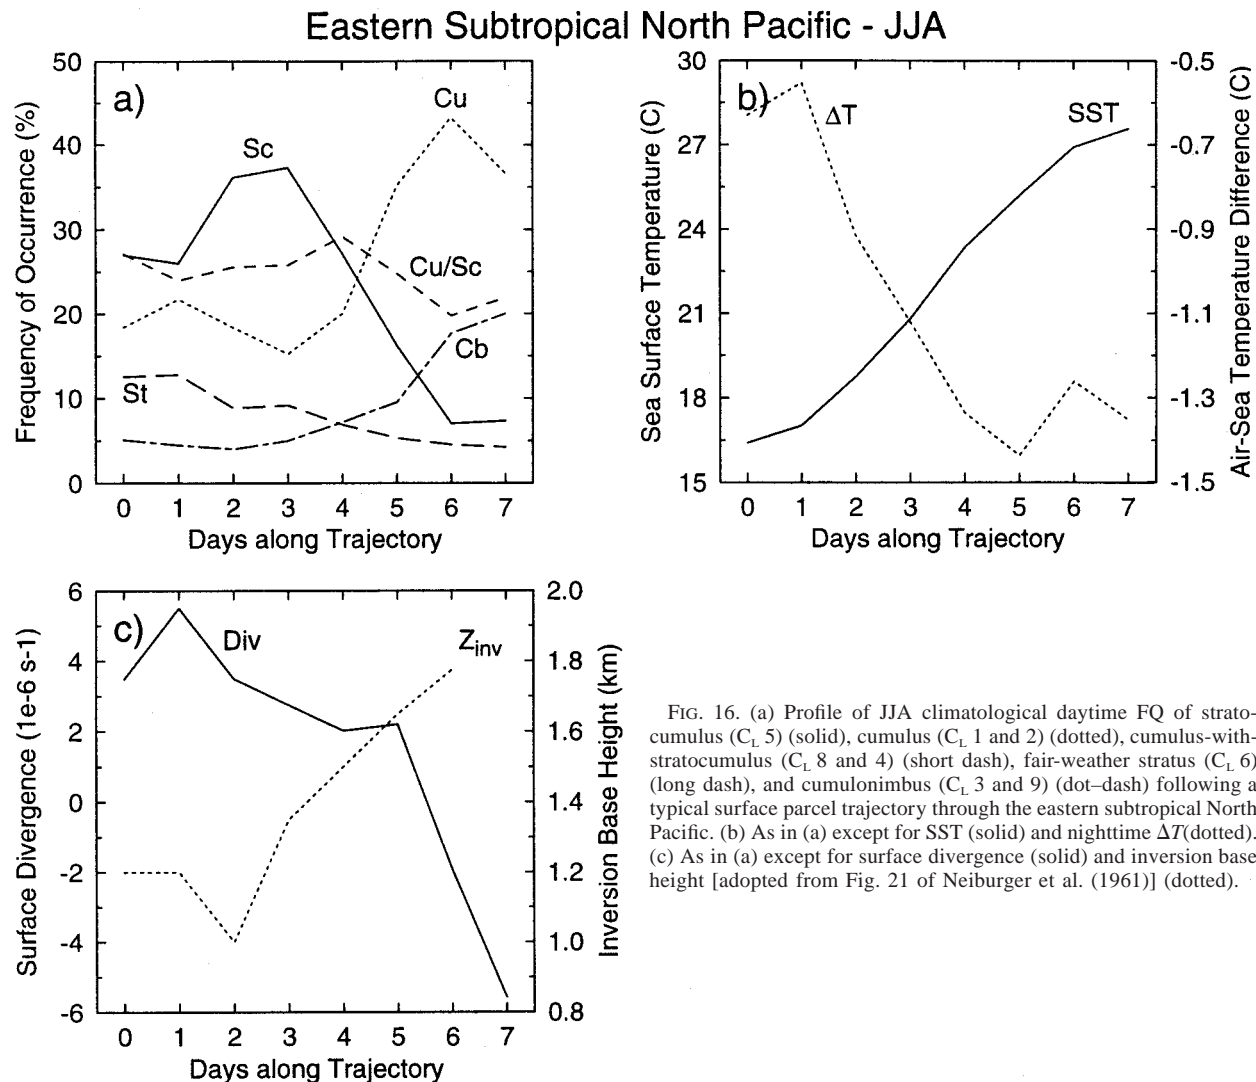 Eastern Subtropical North Pacific - JJA
50
40
30
20
10
0
Frequency of Occurrence (%)
a)
Cu
Sc
Cu/Sc
Cb
St
0 1 2 3 4 5 6 7
Days along Trajectory
30
27
24
21
18
15
Sea Surface Temperature (C)
b)
ΔT
SST
-0.5
-0.7
-0.9
-1.1
-1.3
-1.5
Air-Sea Temperature Difference (C)
0 1 2 3 4 5 6 7
Days along Trajectory
6
4
2
0
-2
-4
-6
Surface Divergence (1e-6 s-1)
c)
Div
Zinv
2.0
1.8
1.6
1.4
1.2
1.0
0.8
Inversion Base Height (km)
0 1 2 3 4 5 6 7
Days along Trajectory
FIG. 16. (a) Profile of JJA climatological daytime FQ of strato-
cumulus (CL 5) (solid), cumulus (CL 1 and 2) (dotted), cumulus-with-
stratocumulus (CL 8 and 4) (short dash), fair-weather stratus (CL 6)
(long dash), and cumulonimbus (CL 3 and 9) (dot–dash) following a
typical surface parcel trajectory through the eastern subtropical North
Pacific. (b) As in (a) except for SST (solid) and nighttime ΔT(dotted).
(c) As in (a) except for surface divergence (solid) and inversion base
height [adopted from Fig. 21 of Neiburger et al. (1961)] (dotted).